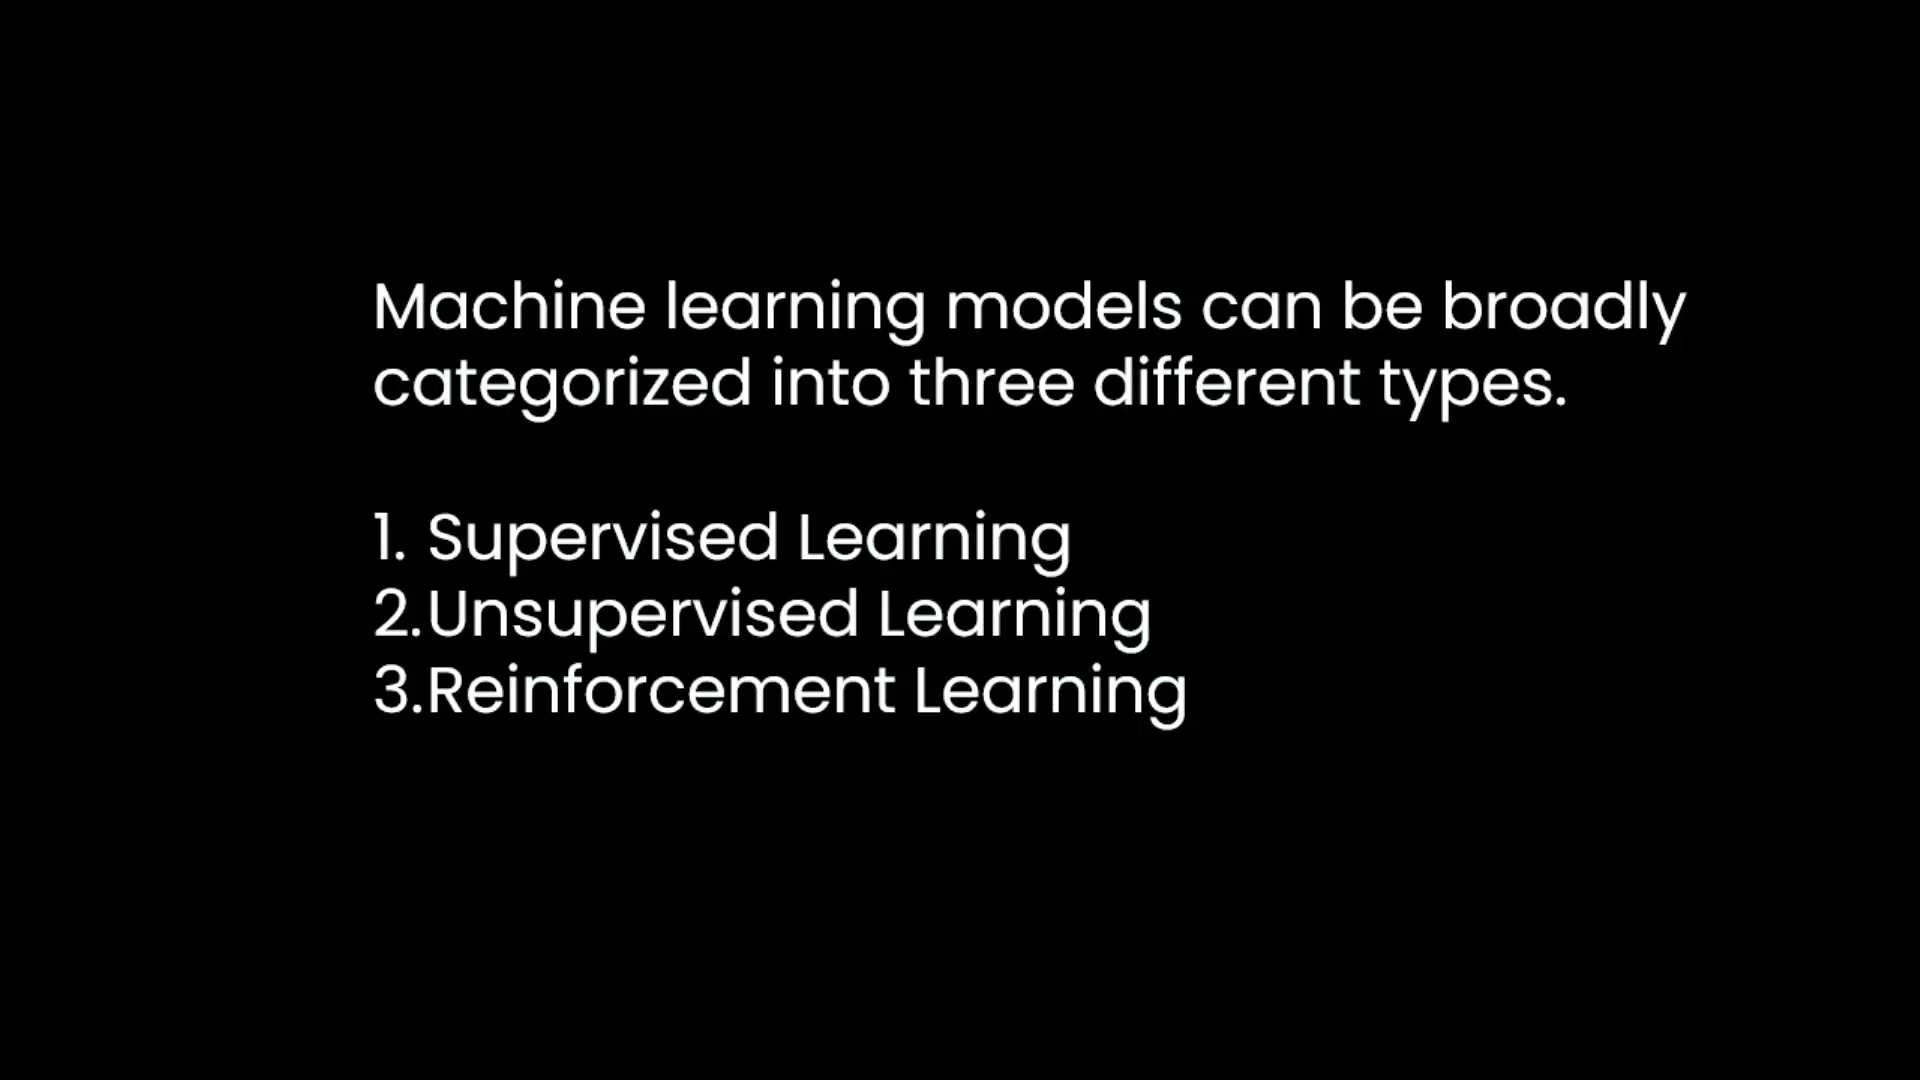 Machine learning models can be broadly
categorized into three different types.
1. Supervised Learning
2.Unsupervised Learning
3.Reinforcement Learning